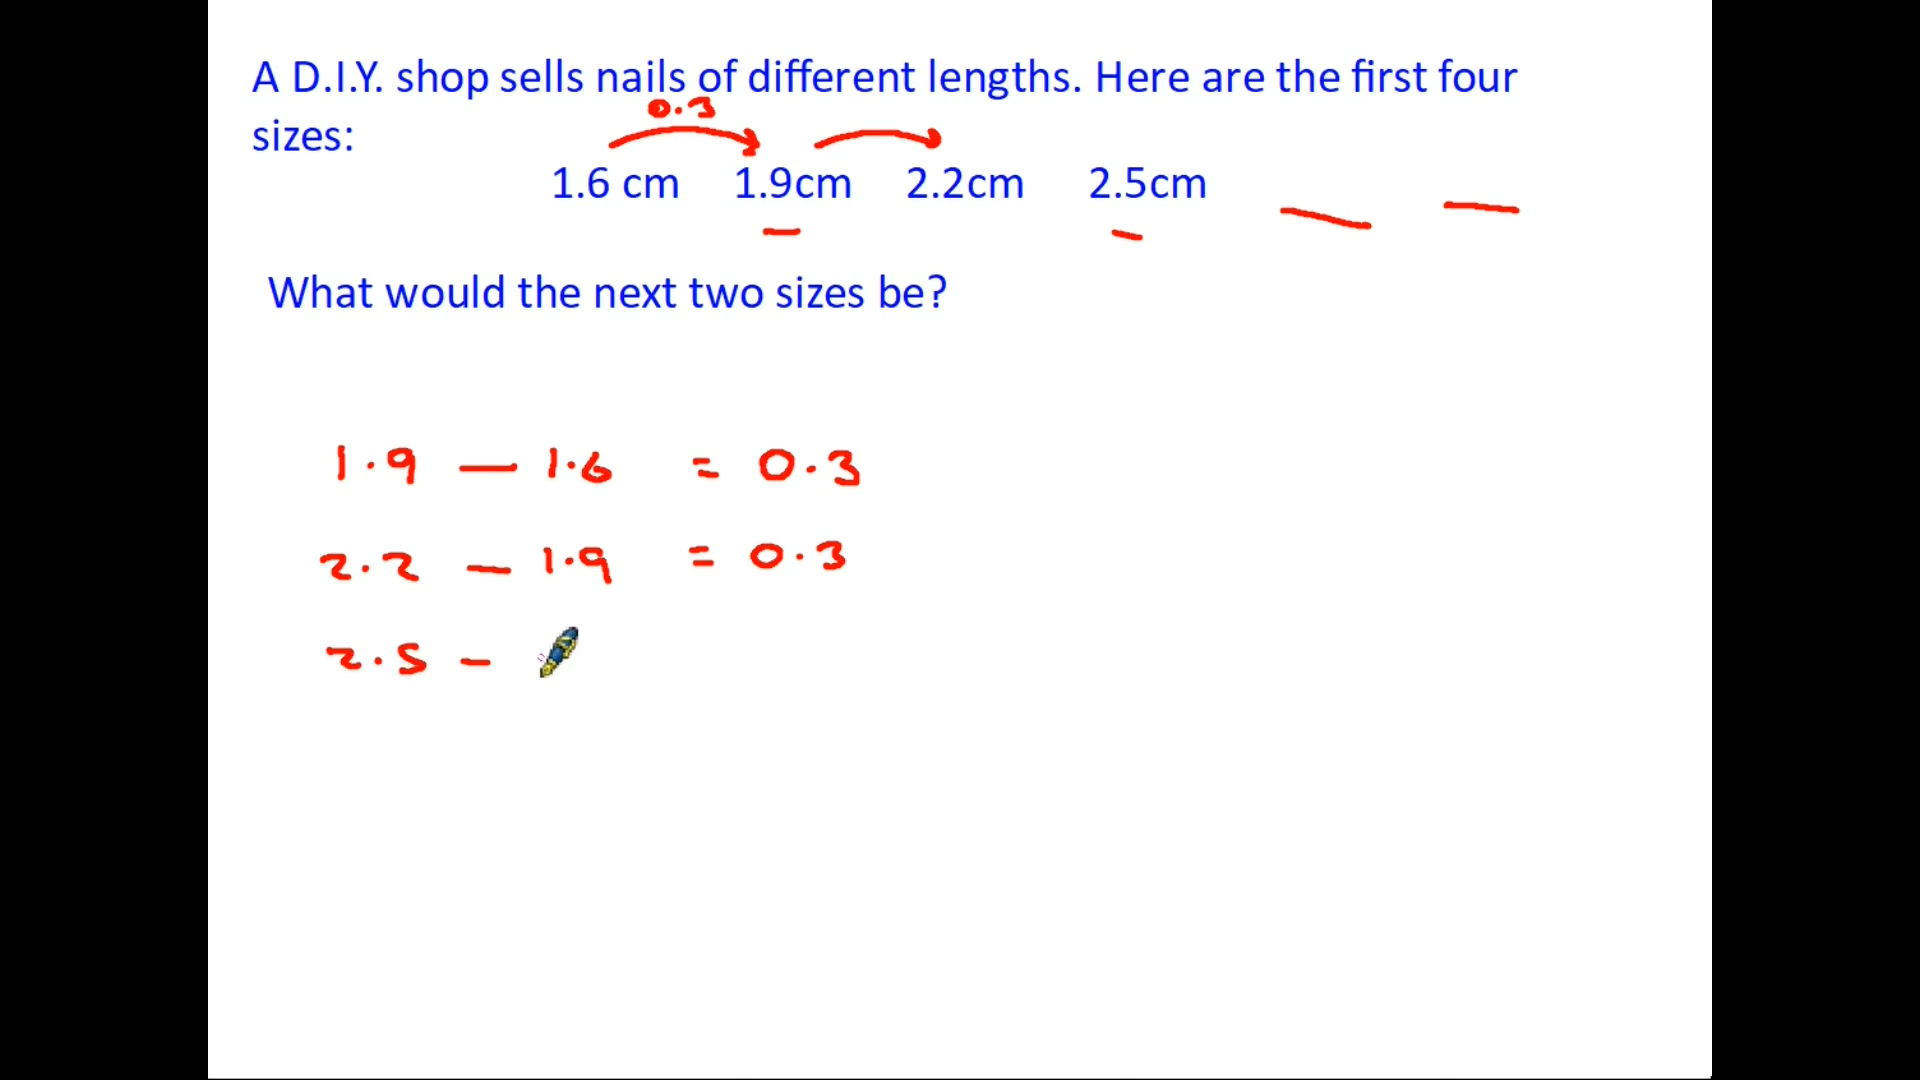 A D.I.Y. shop sells nails of different lengths. Here are the first four
0.3
sizes:
1.6 cm 1.9cm 2.2cm 2.5cm
What would the next two sizes be?
1.9 — 1.6 = 0.3
2.2 — 1.9 = 0.3
2.5 -